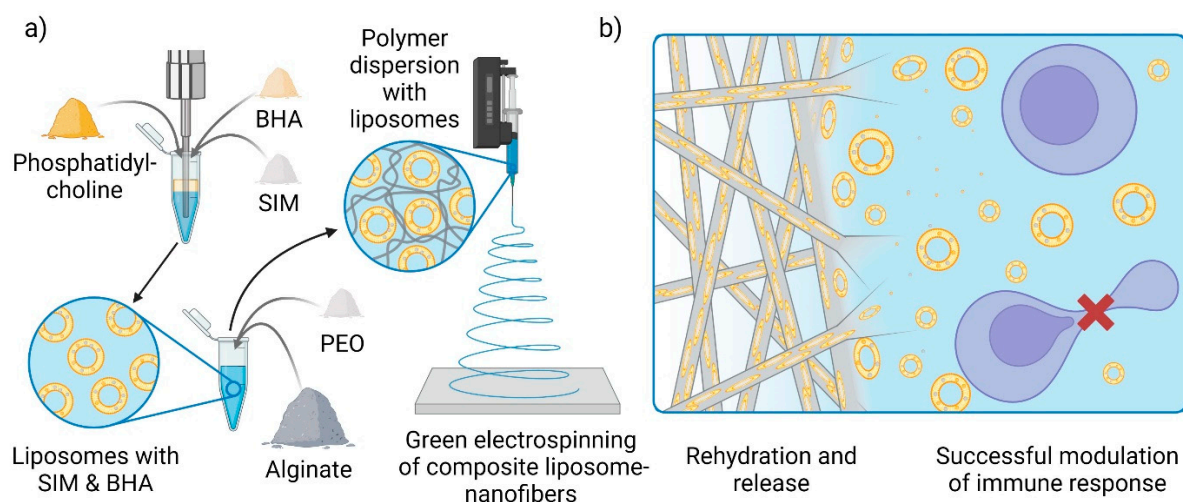 a)
Phosphatidyl-
choline
BHA
SIM
Polymer
dispersion
with
liposomes
PEO
Alginate
Liposomes with
SIM & BHA
Green electrospinning
of composite liposome-
nanofibers
b)
Rehydration and
release
Successful modulation
of immune response